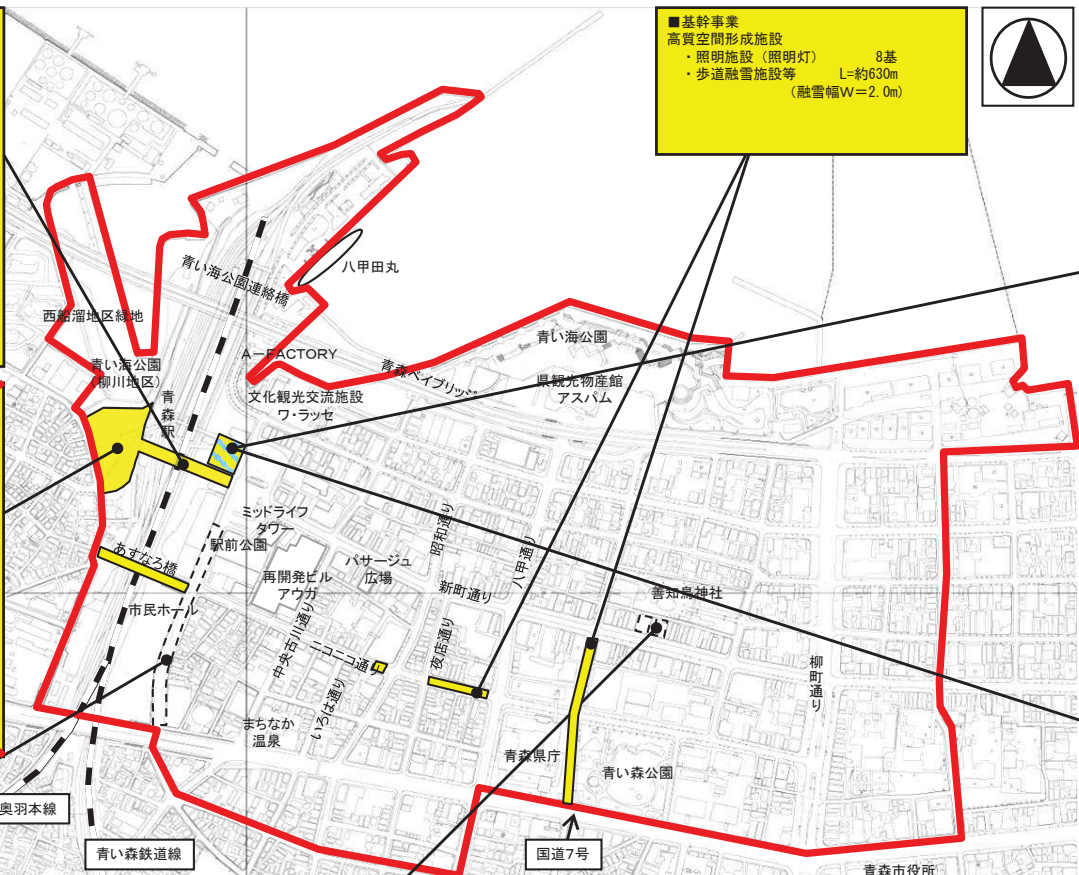 ■基幹事業
高質空間形成施設
・照明施設（照明灯） 8基
・歩道融雪施設等 L=約630m
（融雪幅W＝2.0m）
八甲田丸
青い海公園連絡橋
西船溜地区緑地
青い海公園
（柳川地区）
A－FACTORY
青森ベイブリッジ
青い海公園
県観光物産館
アスパム
文化観光交流施設
ワ・ラッセ
青森駅
ミッドライフ
タワー
駅前公園
昭和通り
八甲通り
あすなろ橋
再開発ビル
アウガ
パサージュ
広場
新町通り
善知鳥神社
市民ホール
中央古川通り
ニコニコ通り
夜店通り
いろは通り
柳町通り
まちなか
温泉
青森県庁
青い森公園
奥羽本線
青い森鉄道線
国道7号
青森市役所